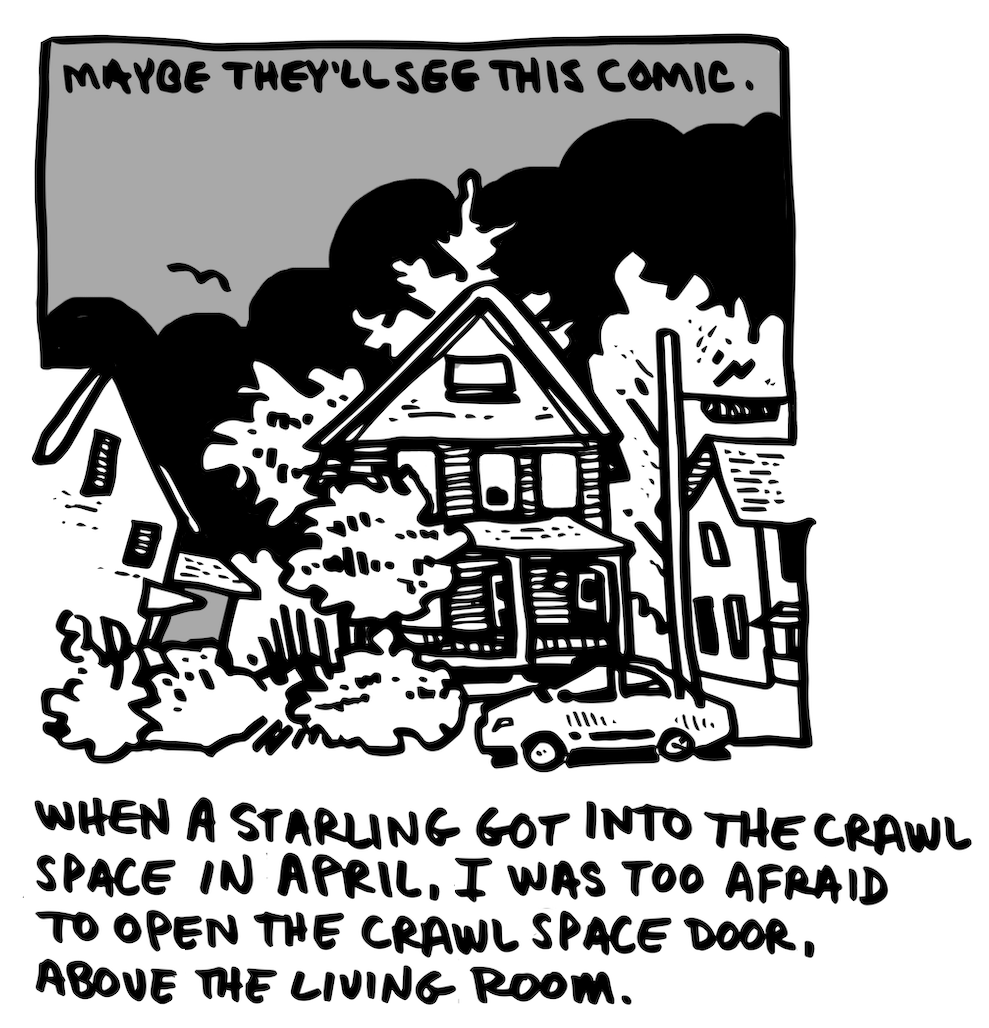 MAYBE THEY'LL SEE THIS COMIC.
WHEN A STARLING GOT INTO THE CRAWL
SPACE IN APRIL, I WAS TOO AFRAID
TO OPEN THE CRAWL SPACE DOOR,
ABOVE THE LIVING ROOM.